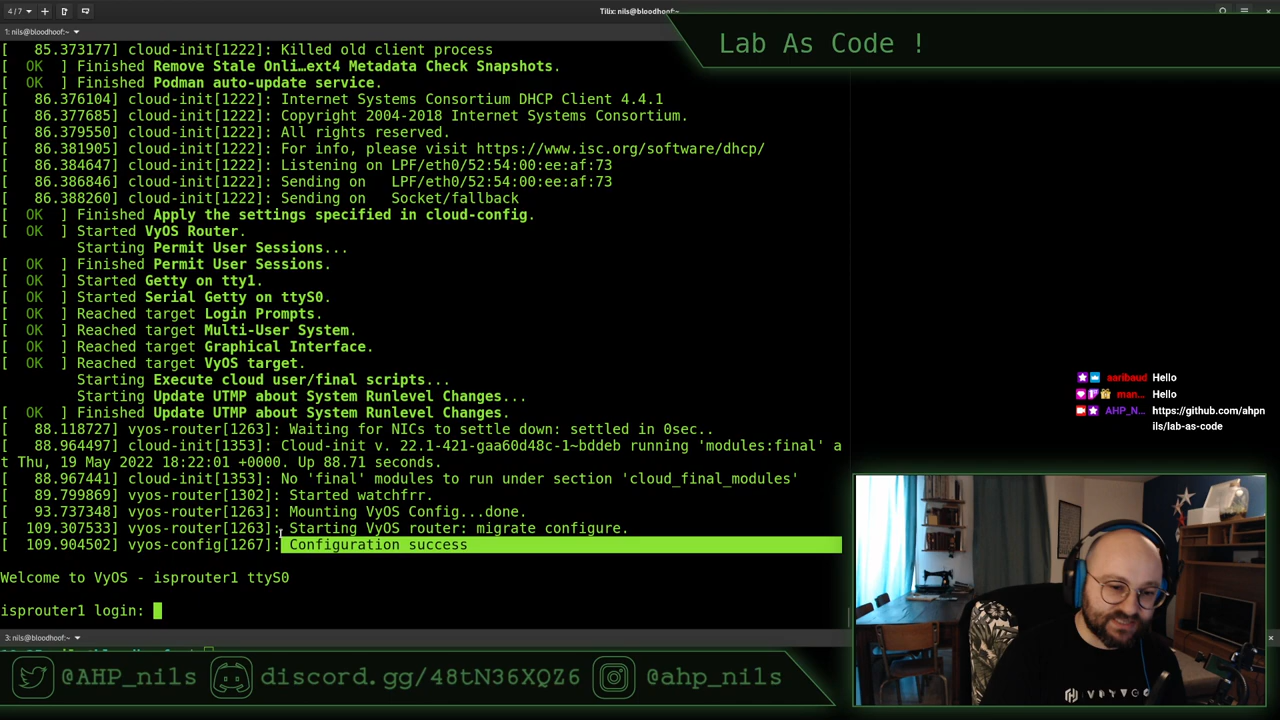 4 / 7
Tilix: nils@bloodhoof:~
1: nils@bloodhoof:~
Lab As Code !
[   85.373177] cloud-init[1222]: Killed old client process
[  OK  ] Finished Remove Stale Onli…ext4 Metadata Check Snapshots.
[  OK  ] Finished Podman auto-update service.
[   86.376104] cloud-init[1222]: Internet Systems Consortium DHCP Client 4.4.1
[   86.377685] cloud-init[1222]: Copyright 2004-2018 Internet Systems Consortium.
[   86.379550] cloud-init[1222]: All rights reserved.
[   86.381905] cloud-init[1222]: For info, please visit https://www.isc.org/software/dhcp/
[   86.384647] cloud-init[1222]: Listening on LPF/eth0/52:54:00:ee:af:73
[   86.386846] cloud-init[1222]: Sending on   LPF/eth0/52:54:00:ee:af:73
[   86.388260] cloud-init[1222]: Sending on   Socket/fallback
[  OK  ] Finished Apply the settings specified in cloud-config.
[  OK  ] Started VyOS Router.
         Starting Permit User Sessions...
[  OK  ] Finished Permit User Sessions.
[  OK  ] Started Getty on tty1.
[  OK  ] Started Serial Getty on ttyS0.
[  OK  ] Reached target Login Prompts.
[  OK  ] Reached target Multi-User System.
[  OK  ] Reached target Graphical Interface.
[  OK  ] Reached target VyOS target.
         Starting Execute cloud user/final scripts...
         Starting Update UTMP about System Runlevel Changes...
[  OK  ] Finished Update UTMP about System Runlevel Changes.
[   88.118727] vyos-router[1263]: Waiting for NICs to settle down: settled in 0sec..
[   88.964497] cloud-init[1353]: Cloud-init v. 22.1-421-gaa60d48c-1~bddeb running 'modules:final' a
t Thu, 19 May 2022 18:22:01 +0000. Up 88.71 seconds.
[   88.967441] cloud-init[1353]: No 'final' modules to run under section 'cloud_final_modules'
[   89.799869] vyos-router[1302]: Started watchfrr.
[   93.737348] vyos-router[1263]: Mounting VyOS Config...done.
[  109.307533] vyos-router[1263]: Starting VyOS router: migrate configure.
[  109.904502] vyos-config[1267]: Configuration success
Welcome to VyOS - isprouter1 ttyS0
isprouter1 login:
3: nils@bloodhoof:~
aaribaud Hello
man... Hello
AHP_N... https://github.com/ahpn
ils/lab-as-code
@AHP_nils
discord.gg/48tN36XQZ6
@ahp_nils